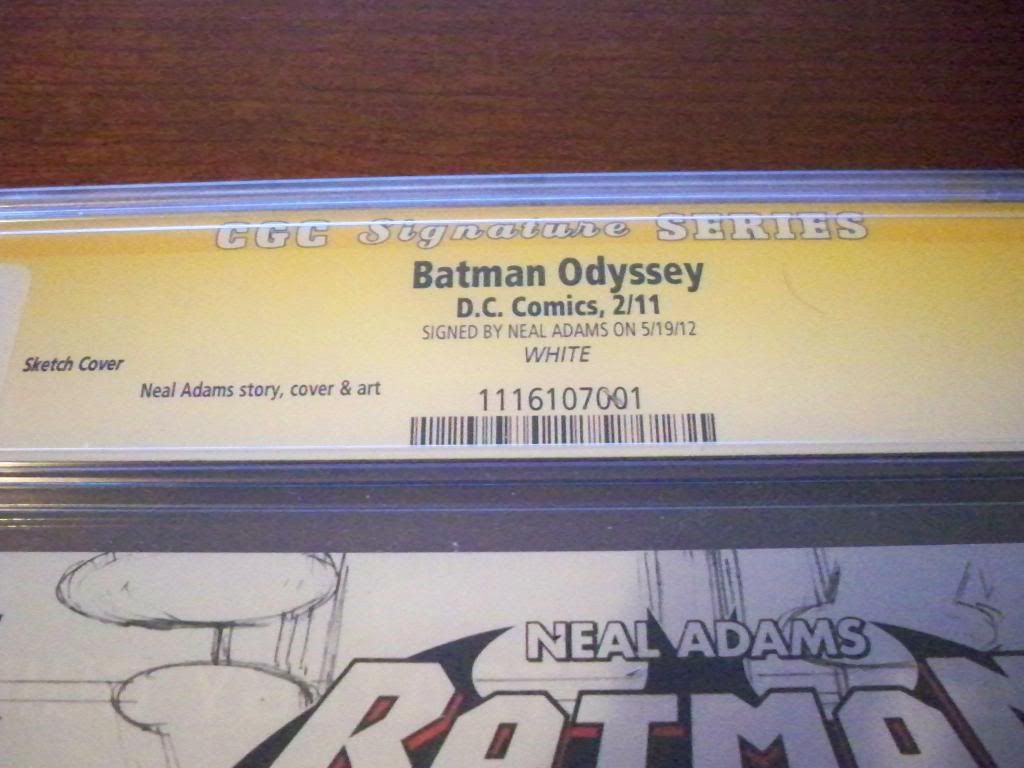 CGC Signature SERIES
Batman Odyssey
D.C. Comics, 2/11
SIGNED BY NEAL ADAMS ON 5/19/12
WHITE
Sketch Cover
Neal Adams story, cover & art
1116107001
NEAL ADAMS
BATMAN